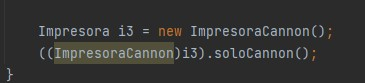 Impresora i3 = new ImpresoraCannon();
((ImpresoraCannon)i3).soloCannon();
}